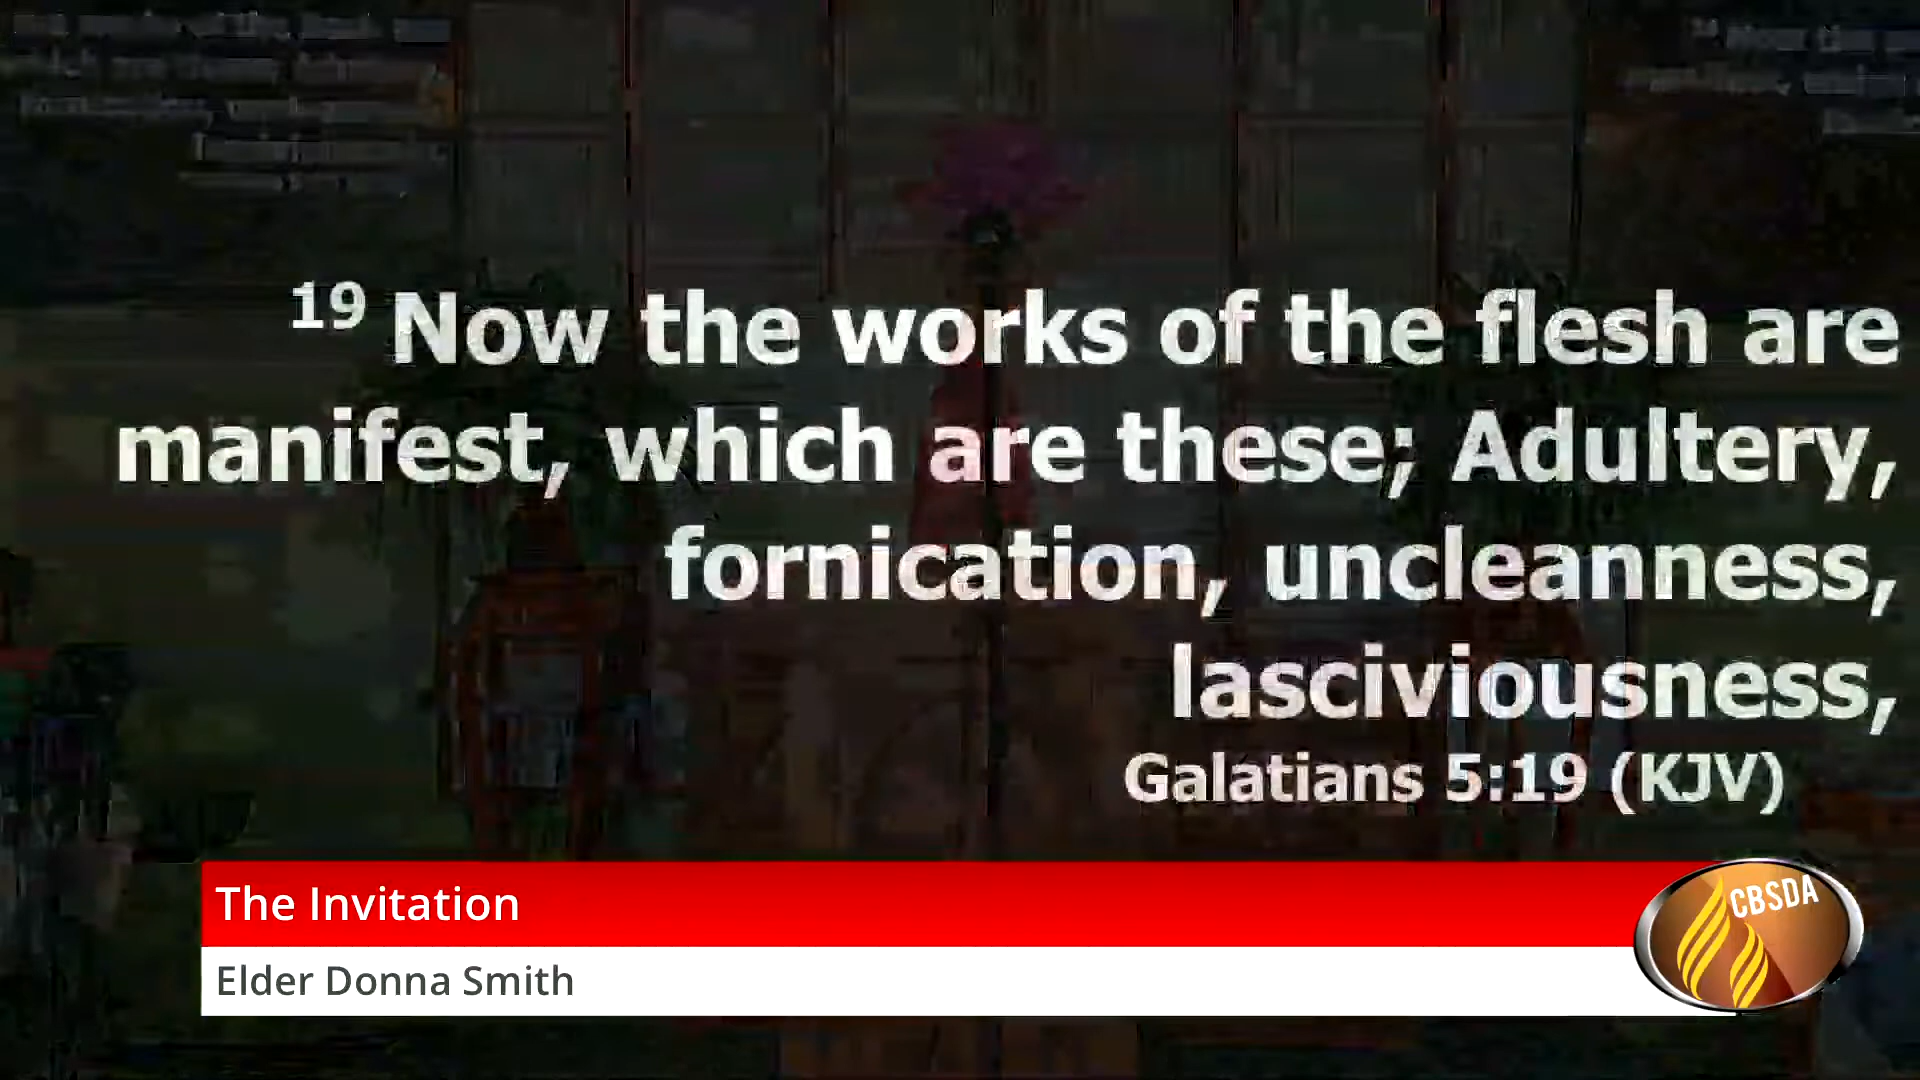 19 Now the works of the flesh are
manifest, which are these; Adultery,
fornication, uncleanness,
lasciviousness,
Galatians 5:19 (KJV)
The Invitation
Elder Donna Smith
CBSDA